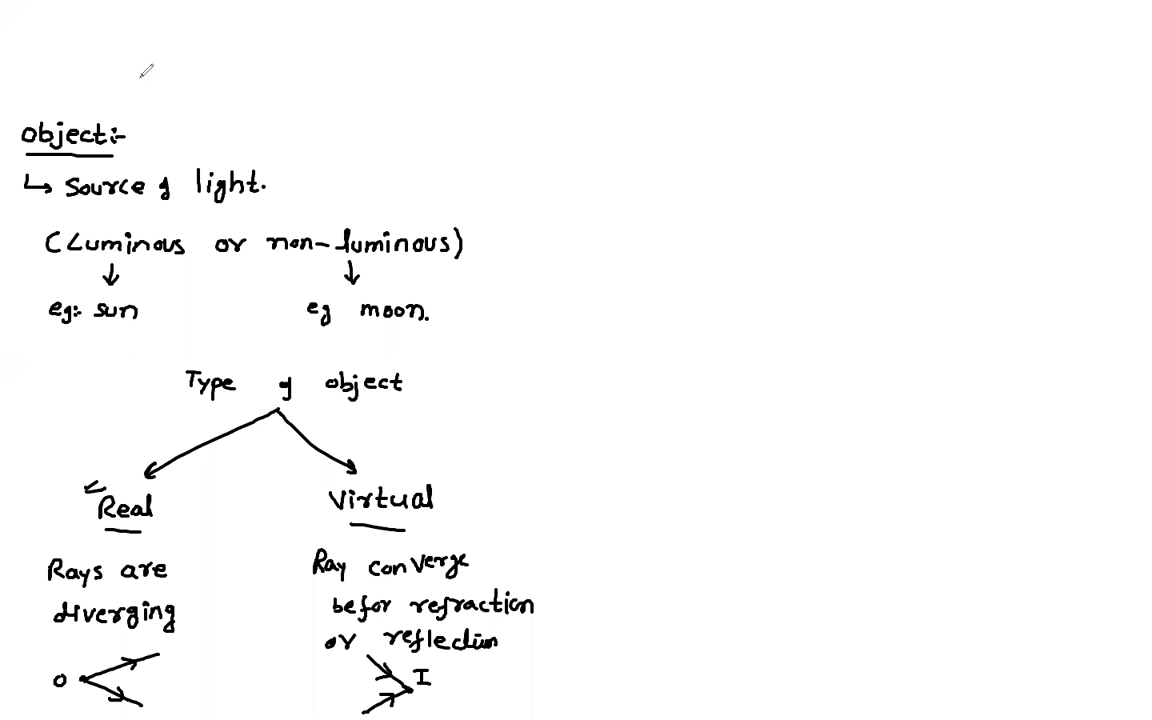 object:-
↳ Source of light.
(Luminous or non-luminous)
eg:- sun eg moon.
Type of object
Real Virtual
Rays are diverging
Ray converge
befor refraction
or reflection
O I